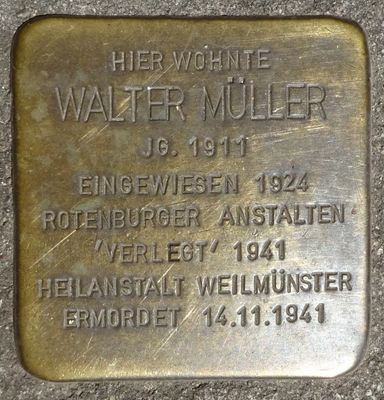 HIER WOHNTE
WALTER MÜLLER
JG. 1911
EINGEWIESEN 1924
ROTENBURGER ANSTALTEN
'VERLEGT' 1941
HEILANSTALT WEILMÜNSTER
ERMORDET 14.11.1941